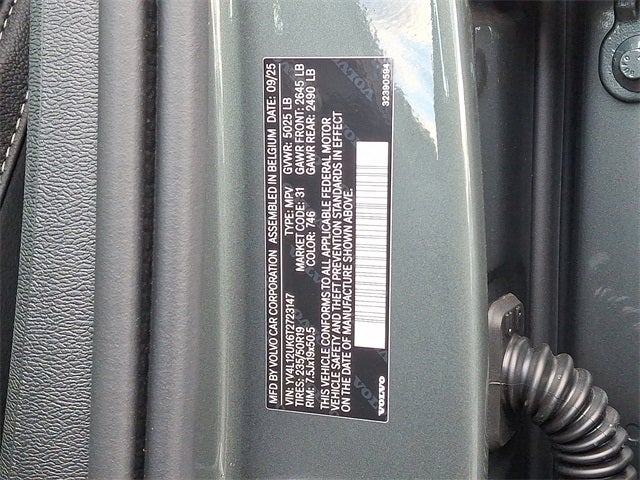 MFD BY VOLVO CAR CORPORATION ASSEMBLED IN BELGIUM DATE: 09/25
VIN: YV4L12UK6T2723147 TYPE: MPV GVWR: 5025 LB
TIRES: 235/50R19 MARKET CODE: 31 GAWR FRONT: 2645 LB
RIM: 7.5Jx19x50.5 COLOR: 746 GAWR REAR: 2490 LB
THIS VEHICLE CONFORMS TO ALL APPLICABLE FEDERAL MOTOR
VEHICLE SAFETY AND THEFT PREVENTION STANDARDS IN EFFECT
ON THE DATE OF MANUFACTURE SHOWN ABOVE.
VOLVO
32390594